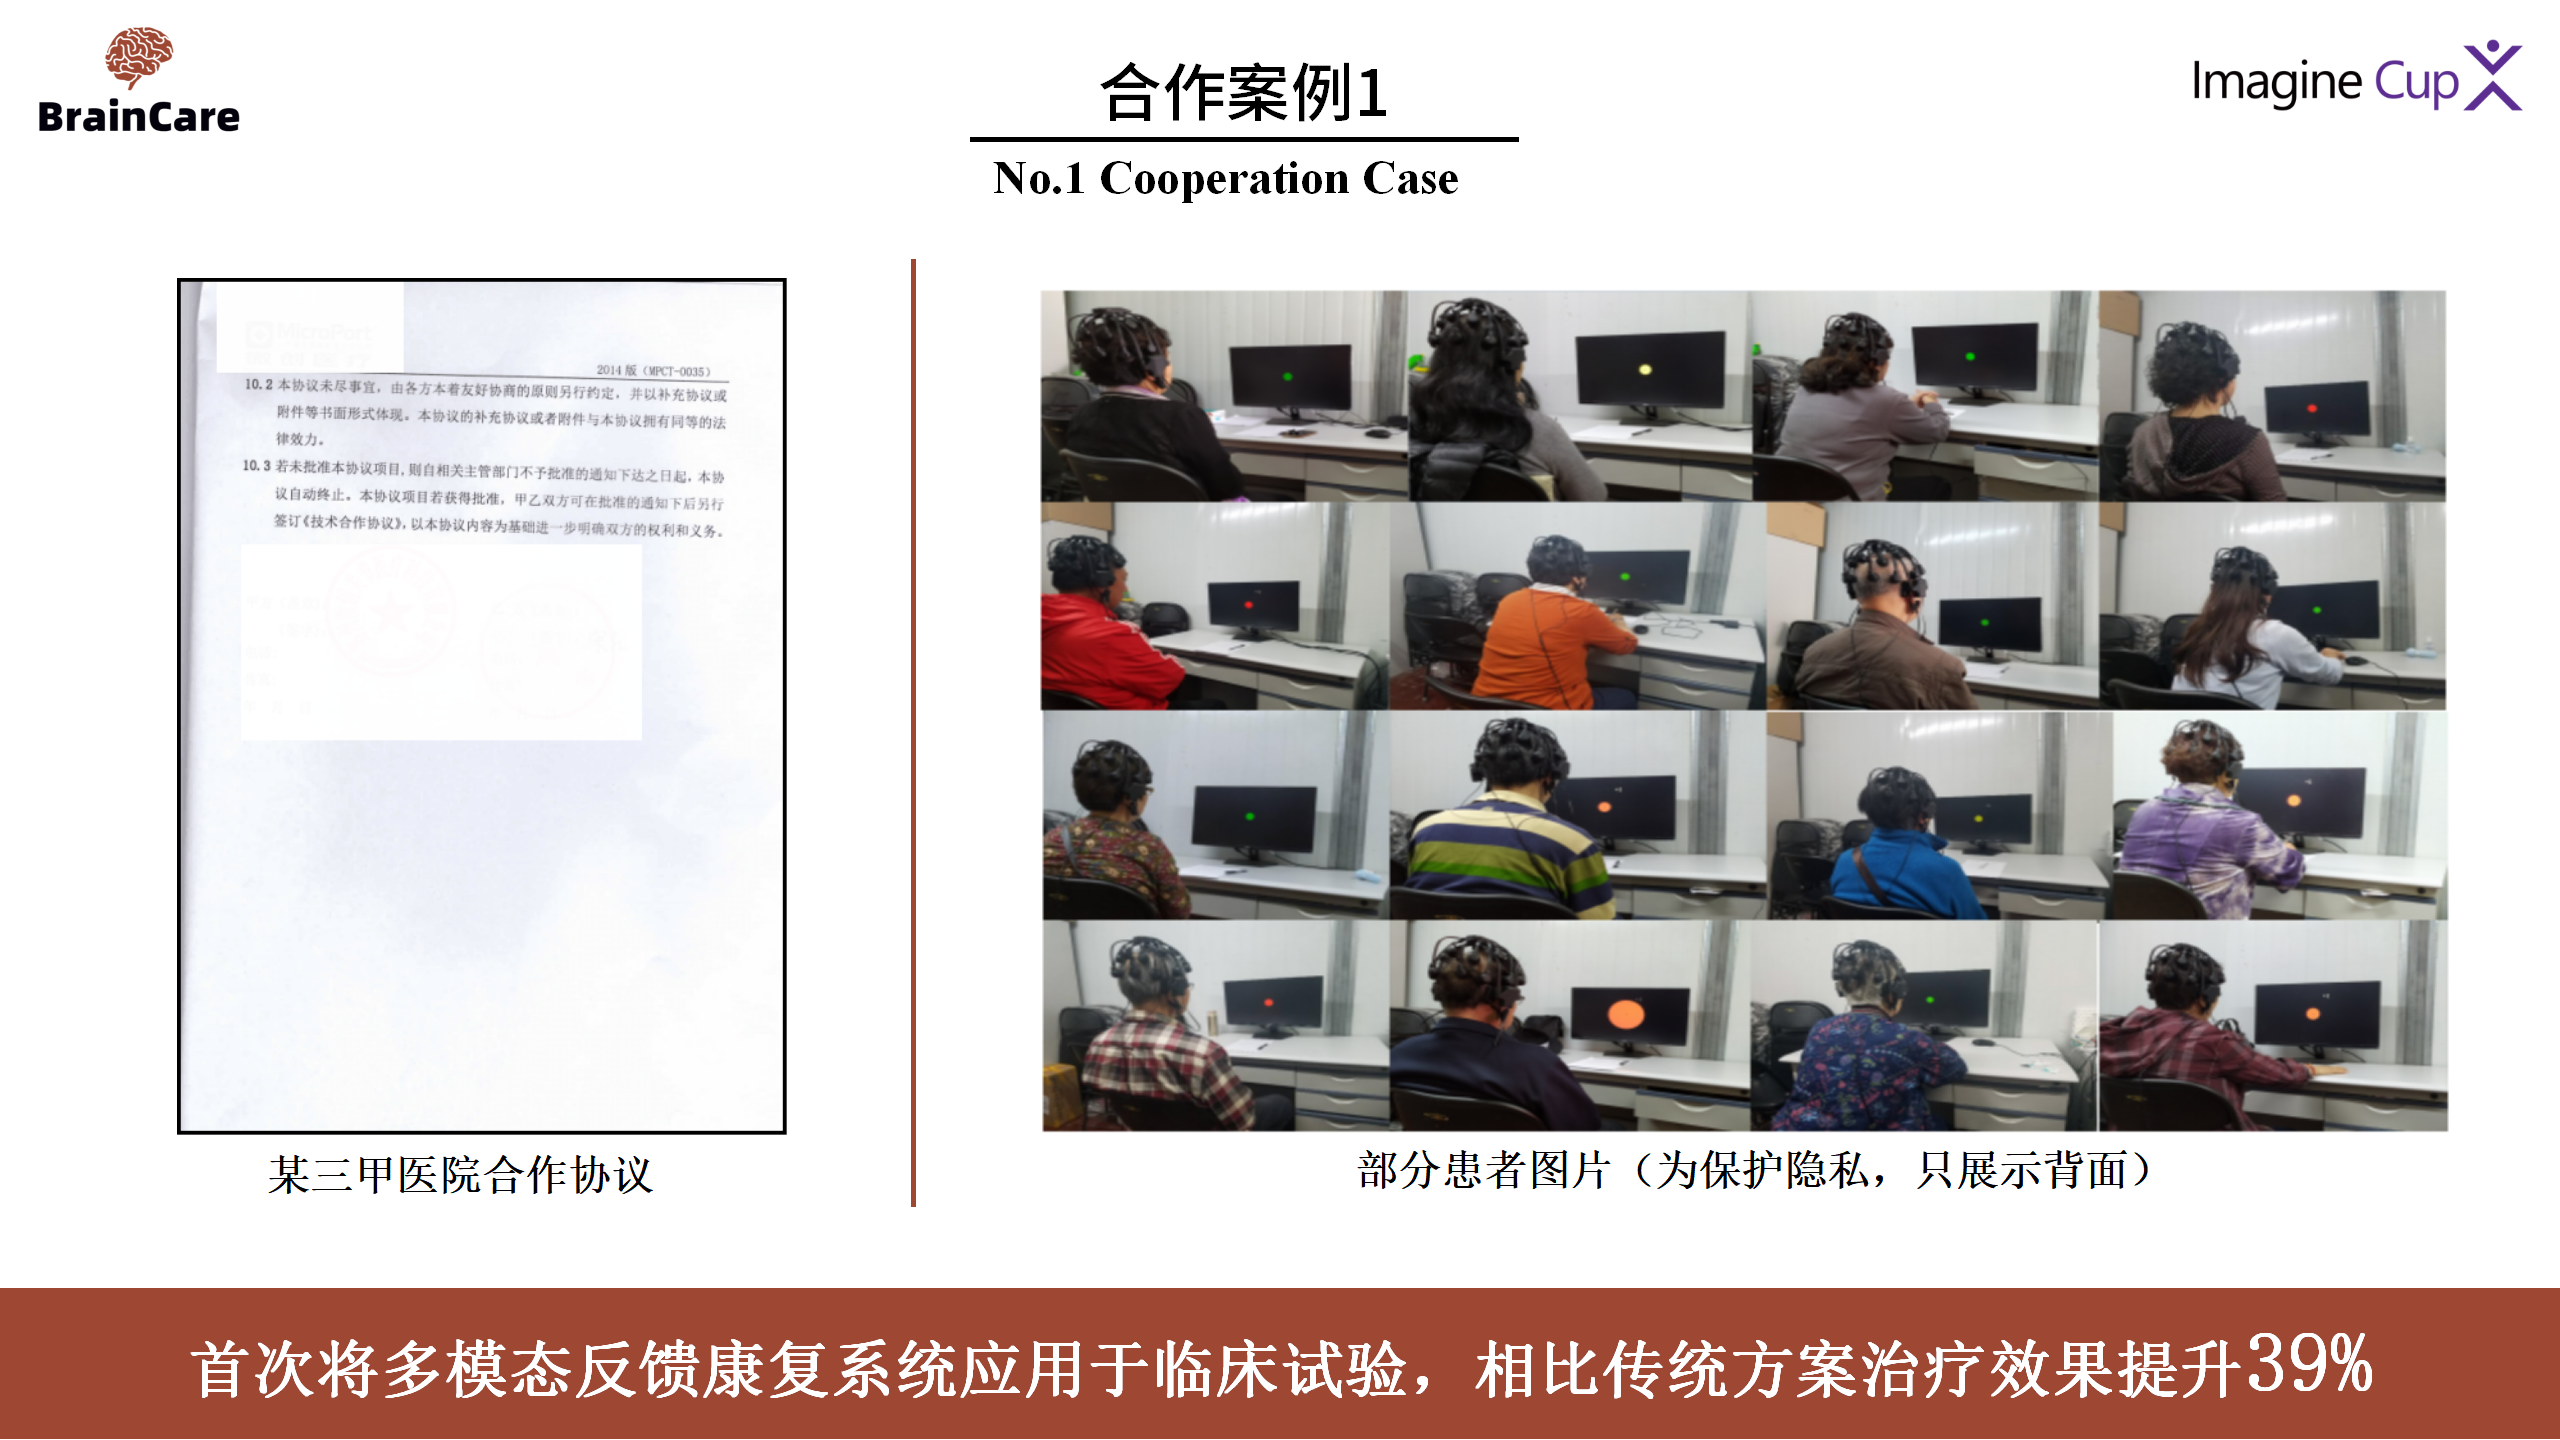 BrainCare
合作案例1
No.1 Cooperation Case
Imagine Cup
MicroPort
2014 版（MPCT-0035）
10.2 本协议未尽事宜，由各方本着友好协商的原则另行约定，并以补充协议或
附件等书面形式体现。本协议的补充协议或者附件与本协议拥有同等的法
律效力。
10.3 若未批准本协议项目,则自相关主管部门不予批准的通知下达之日起，本协
议自动终止。本协议项目若获得批准，甲乙双方可在批准的通知下后另行
签订《技术合作协议》，以本协议内容为基础进一步明确双方的权利和义务。
某三甲医院合作协议
部分患者图片（为保护隐私，只展示背面）
首次将多模态反馈康复系统应用于临床试验，相比传统方案治疗效果提升39%